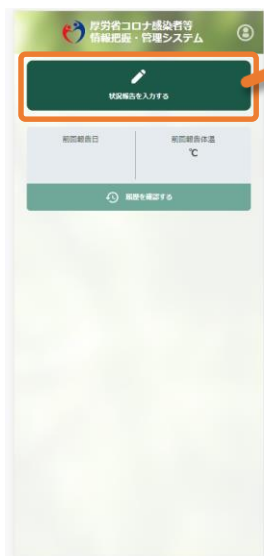 厚労省コロナ感染者等
情報把握・管理システム
状況報告を入力する
前回報告日
前回報告体温
℃
履歴を確認する